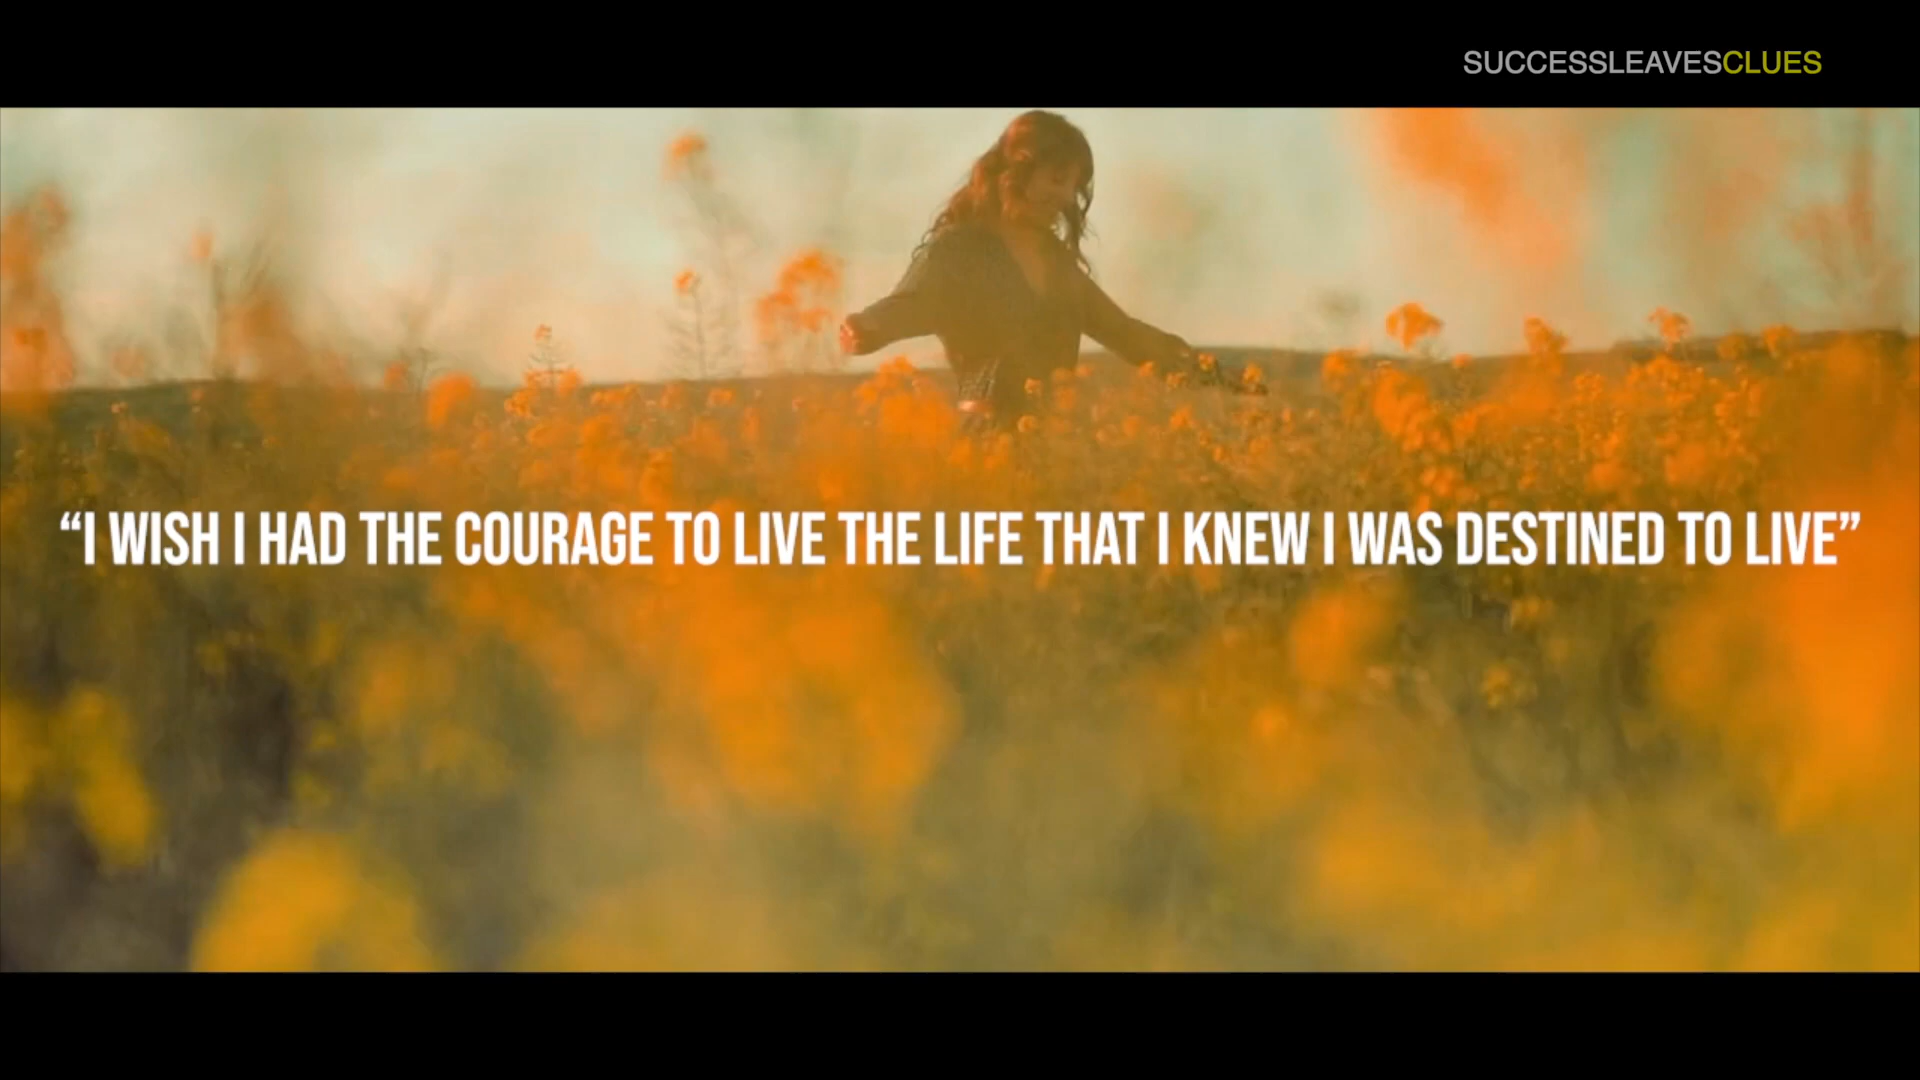 SUCCESSLEAVESCLUES
“I WISH I HAD THE COURAGE TO LIVE THE LIFE THAT I KNEW I WAS DESTINED TO LIVE”